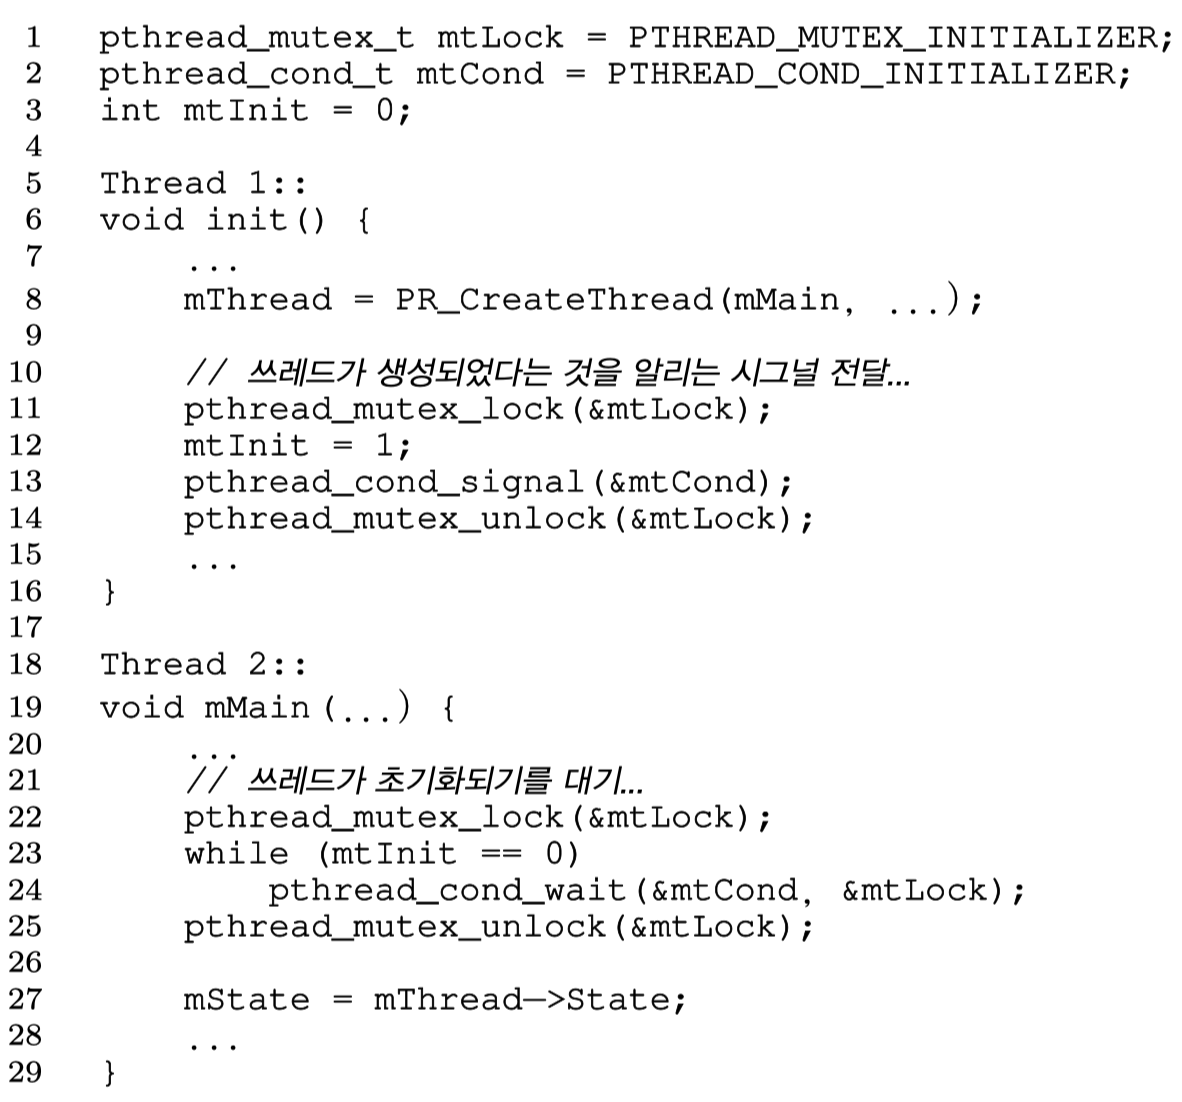 1 pthread_mutex_t mtLock = PTHREAD_MUTEX_INITIALIZER;
2 pthread_cond_t mtCond = PTHREAD_COND_INITIALIZER;
3 int mtInit = 0;
4
5 Thread 1::
6 void init() {
7 ...
8 mThread = PR_CreateThread(mMain, ...);
9
10 // 쓰레드가 생성되었다는 것을 알리는 시그널 전달...
11 pthread_mutex_lock(&mtLock);
12 mtInit = 1;
13 pthread_cond_signal(&mtCond);
14 pthread_mutex_unlock(&mtLock);
15 ...
16 }
17
18 Thread 2::
19 void mMain(...) {
20 ...
21 // 쓰레드가 초기화되기를 대기...
22 pthread_mutex_lock(&mtLock);
23 while (mtInit == 0)
24 pthread_cond_wait(&mtCond, &mtLock);
25 pthread_mutex_unlock(&mtLock);
26
27 mState = mThread–>State;
28 ...
29 }